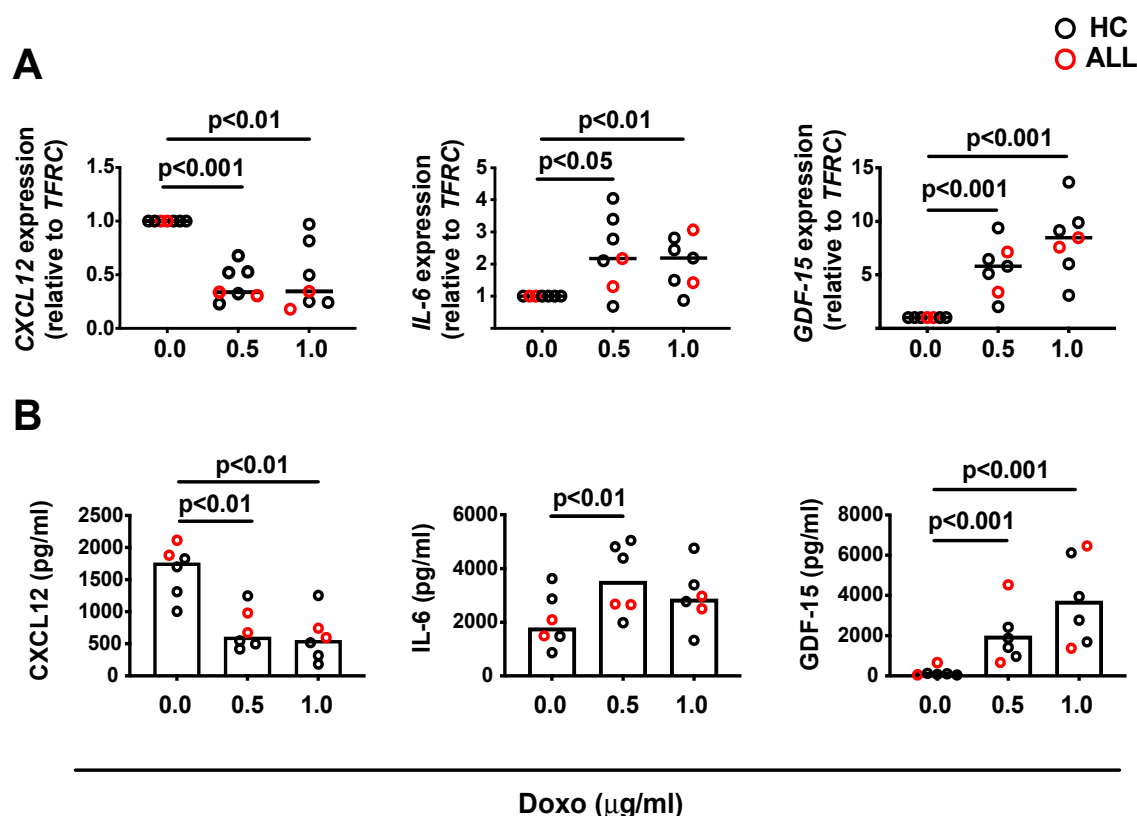 HC
ALL
A
CXCL12 expression
(relative to TFRC)
p<0.01
p<0.001
1.5
1.0
0.5
0.0
0.0 0.5 1.0
IL-6 expression
(relative to TFRC)
p<0.01
p<0.05
5
4
3
2
1
0.0 0.5 1.0
GDF-15 expression
(relative to TFRC)
p<0.001
p<0.001
15
10
5
0.0 0.5 1.0
B
CXCL12 (pg/ml)
p<0.01
p<0.01
2500
2000
1500
1000
500
0
0.0 0.5 1.0
IL-6 (pg/ml)
p<0.01
6000
4000
2000
0
0.0 0.5 1.0
GDF-15 (pg/ml)
p<0.001
p<0.001
8000
6000
4000
2000
0
0.0 0.5 1.0
Doxo (μg/ml)